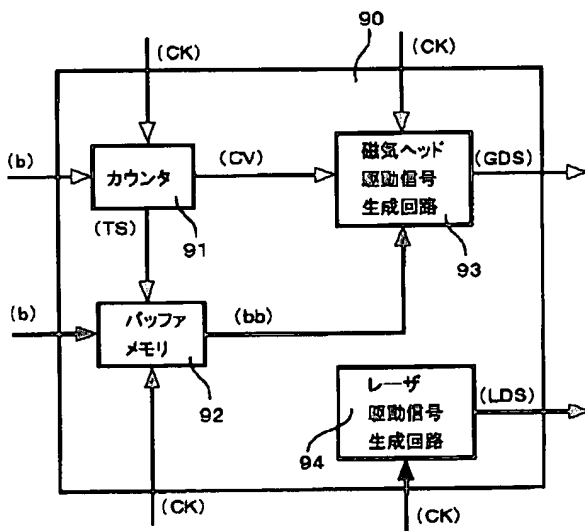 90
(CK)
(CK)
(b)
カウンタ
(CV)
磁気ヘッド
駆動信号
生成回路
(GDS)
91
(TS)
93
(b)
バッファ
メモリ
(bb)
92
レーザ
駆動信号
生成回路
(LDS)
94
(CK)
(CK)